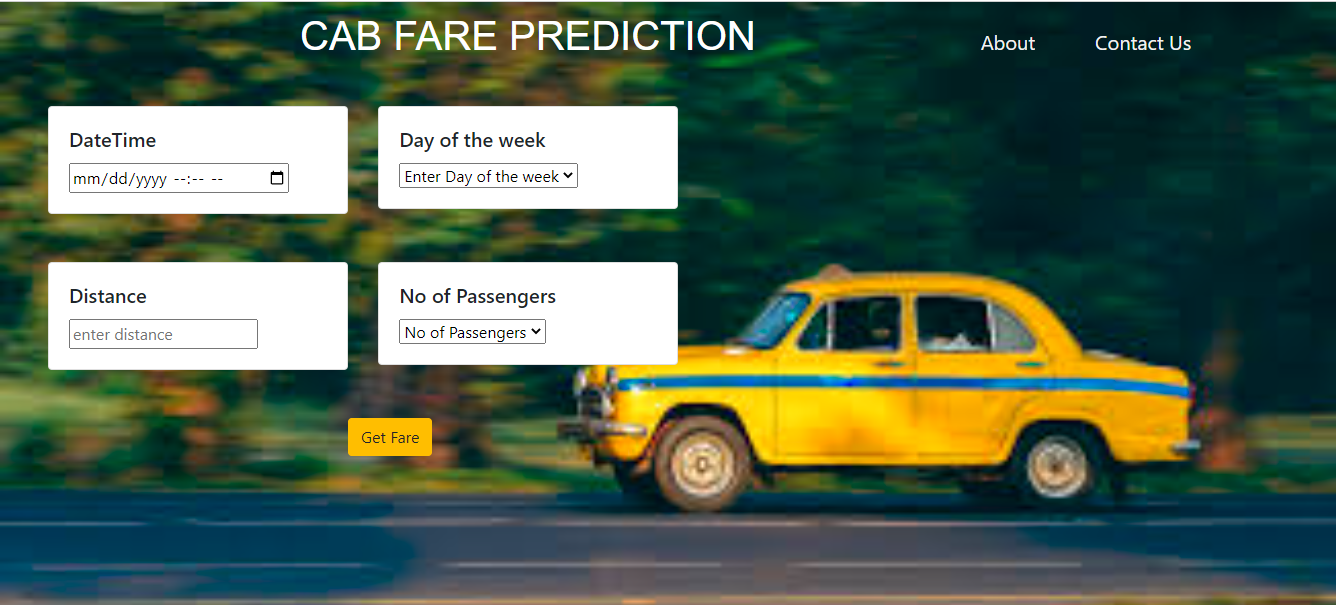 CAB FARE PREDICTION
About
Contact Us
DateTime
mm/dd/yyyy --:-- --
Day of the week
Enter Day of the week
Distance
enter distance
No of Passengers
No of Passengers
Get Fare